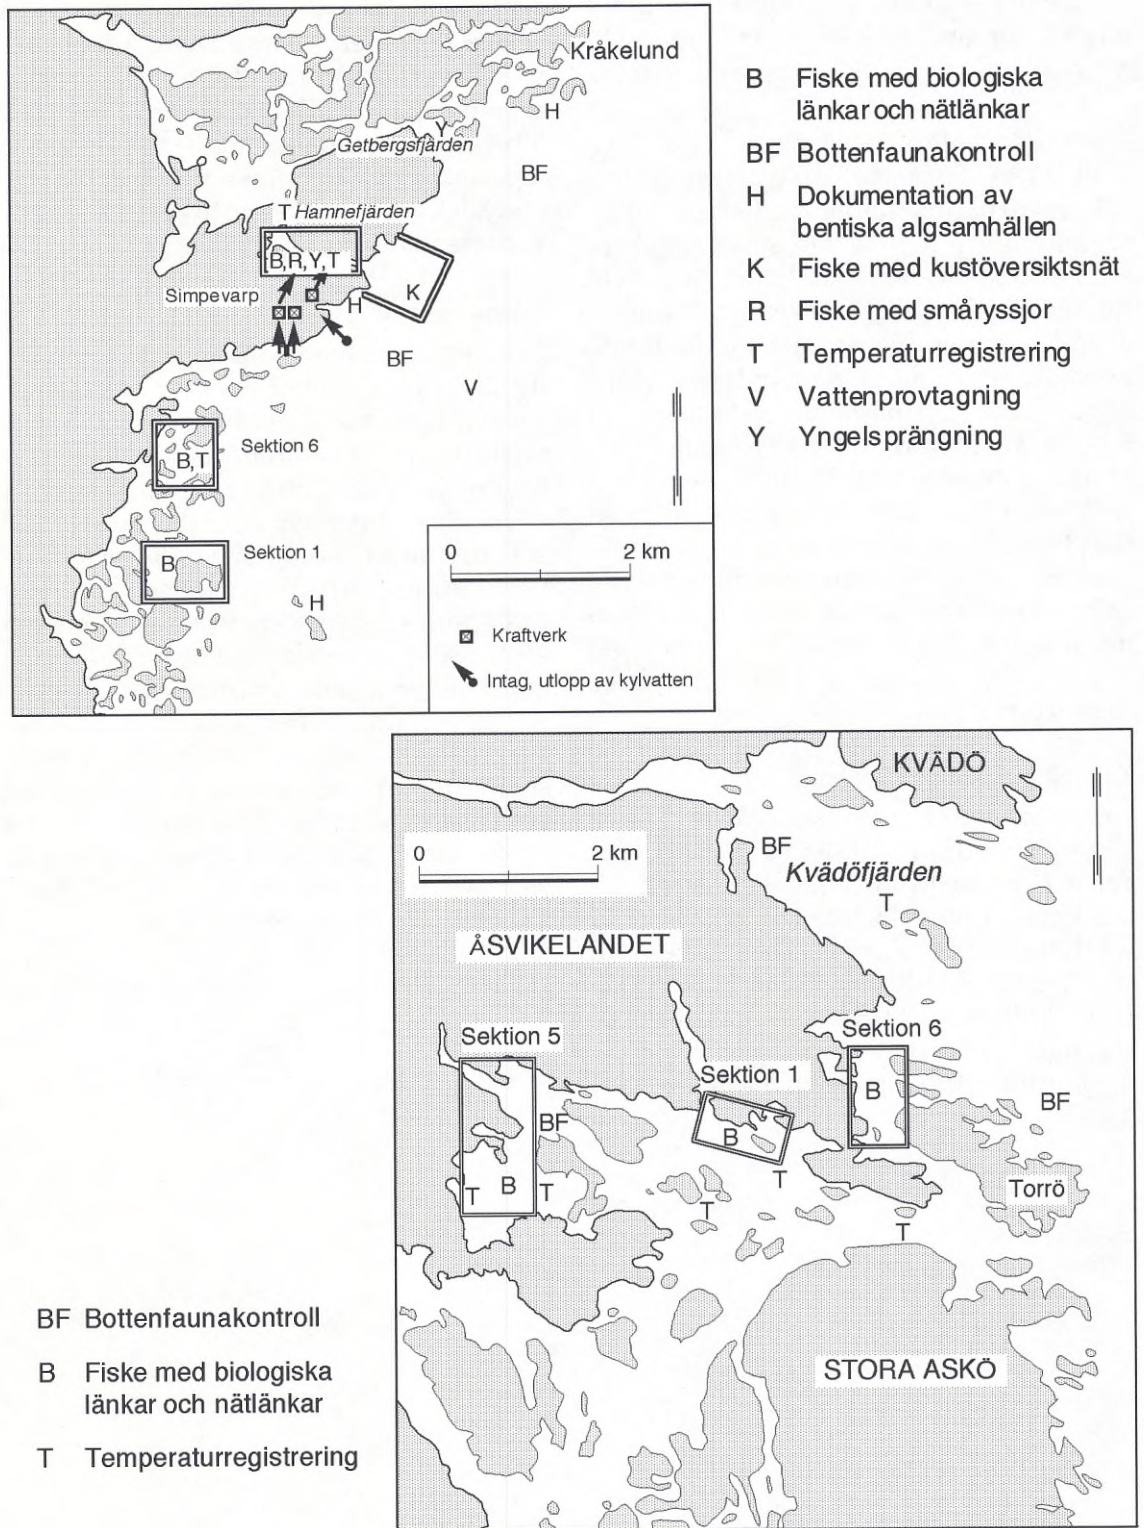 Kråkelund
H
Y
Getbergsfjärden
BF
T Hamnefjärden
B,R,Y,T
K
Simpevarp
H
BF
V
Sektion 6
B,T
Sektion 1
B
H
0 2 km
Kraftverk
Intag, utlopp av kylvatten
B Fiske med biologiska
länkar och nätlänkar
BF Bottenfaunakontroll
H Dokumentation av
bentiska algsamhällen
K Fiske med kustöversiktsnät
R Fiske med småryssjor
T Temperaturregistrering
V Vattenprovtagning
Y Yngelsprängning
KVÄDÖ
BF
0 2 km
Kvädöfjärden
T
ÅSVIKELANDET
Sektion 5
Sektion 6
Sektion 1
B
BF
BF
B
T B T
T
Torrö
T
T
STORA ASKÖ
BF Bottenfaunakontroll
B Fiske med biologiska
länkar och nätlänkar
T Temperaturregistrering